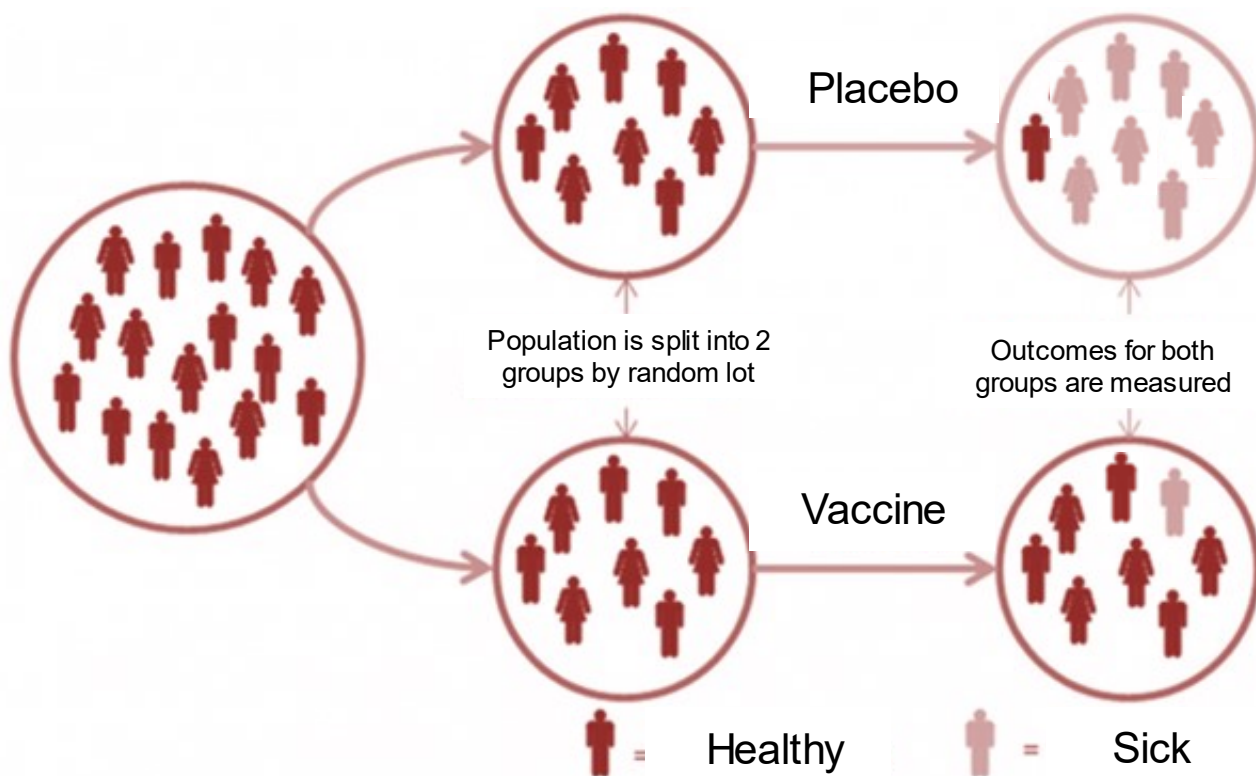 Placebo
Population is split into 2
groups by random lot
Outcomes for both
groups are measured
Vaccine
= Healthy
= Sick